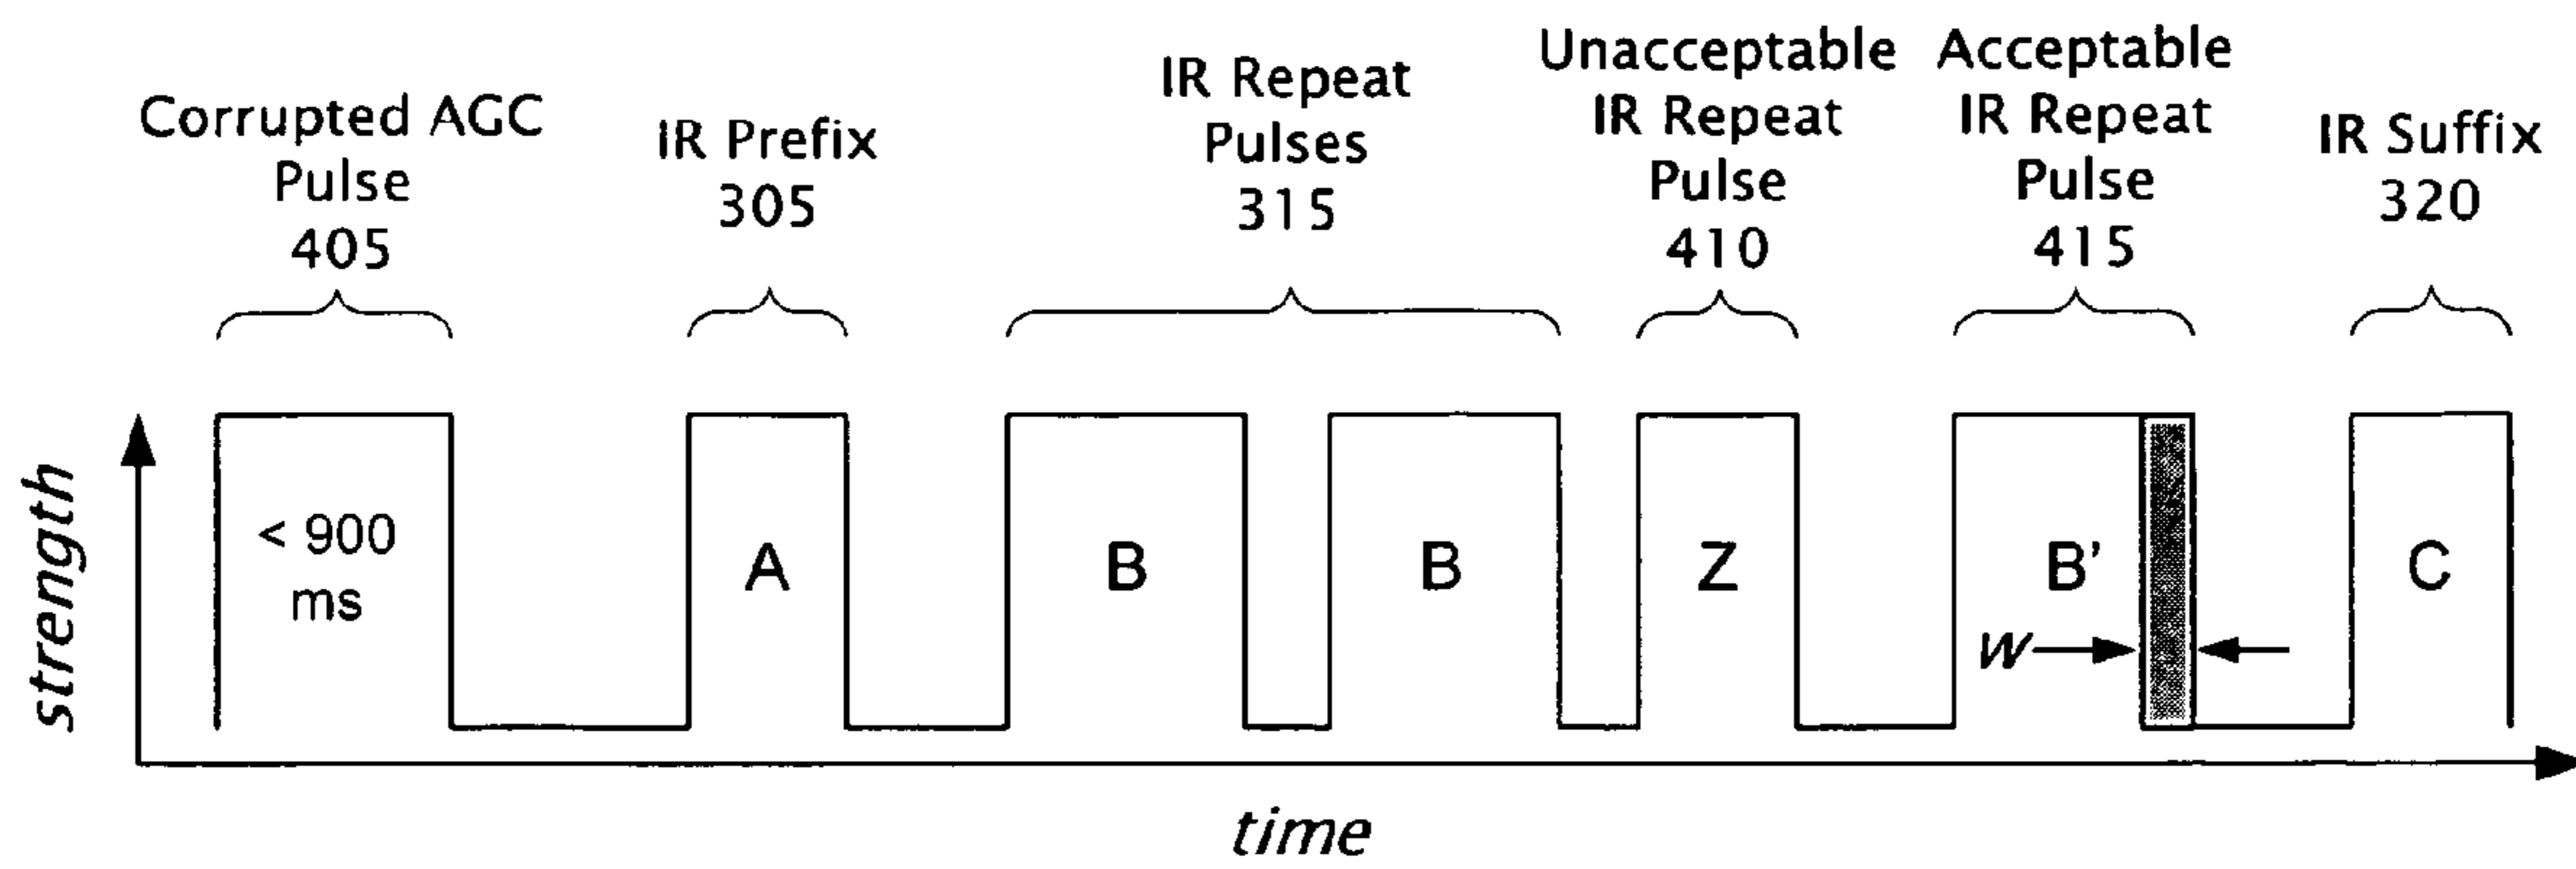 Corrupted AGC
Pulse
405
IR Prefix
305
IR Repeat
Pulses
315
Unacceptable
IR Repeat
Pulse
410
Acceptable
IR Repeat
Pulse
415
IR Suffix
320
strength
< 900
ms
A
B
B
Z
B'
W
C
time